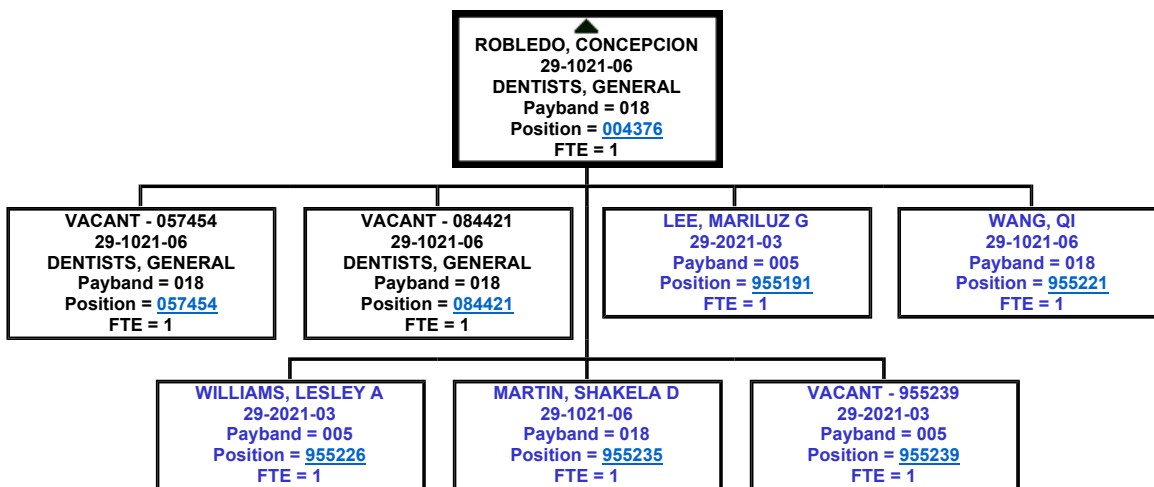 ROBLEDO, CONCEPCION
29-1021-06
DENTISTS, GENERAL
Payband = 018
Position = 004376
FTE = 1
VACANT - 057454
29-1021-06
DENTISTS, GENERAL
Payband = 018
Position = 057454
FTE = 1
VACANT - 084421
29-1021-06
DENTISTS, GENERAL
Payband = 018
Position = 084421
FTE = 1
LEE, MARILUZ G
29-2021-03
Payband = 005
Position = 955191
FTE = 1
WANG, QI
29-1021-06
Payband = 018
Position = 955221
FTE = 1
WILLIAMS, LESLEY A
29-2021-03
Payband = 005
Position = 955226
FTE = 1
MARTIN, SHAKELA D
29-1021-06
Payband = 018
Position = 955235
FTE = 1
VACANT - 955239
29-2021-03
Payband = 005
Position = 955239
FTE = 1